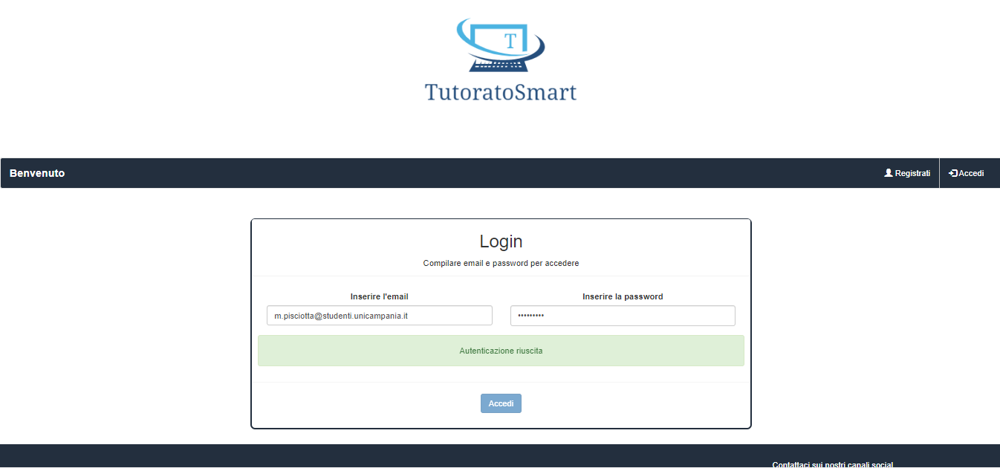 T
TutoratoSmart
Benvenuto
Registrati
Accedi
Login
Compilare email e password per accedere
Inserire l'email
Inserire la password
m.pisciotta@studenti.unicampania.it
•••••••••
Autenticazione riuscita
Accedi
Contattaci sui nostri canali social